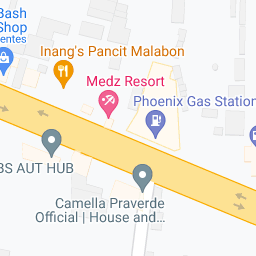 Bash
Shop
entes
Inang's Pancit Malabon
Medz Resort
Phoenix Gas Station
BS AUT HUB
Camella Praverde
Official | House and...